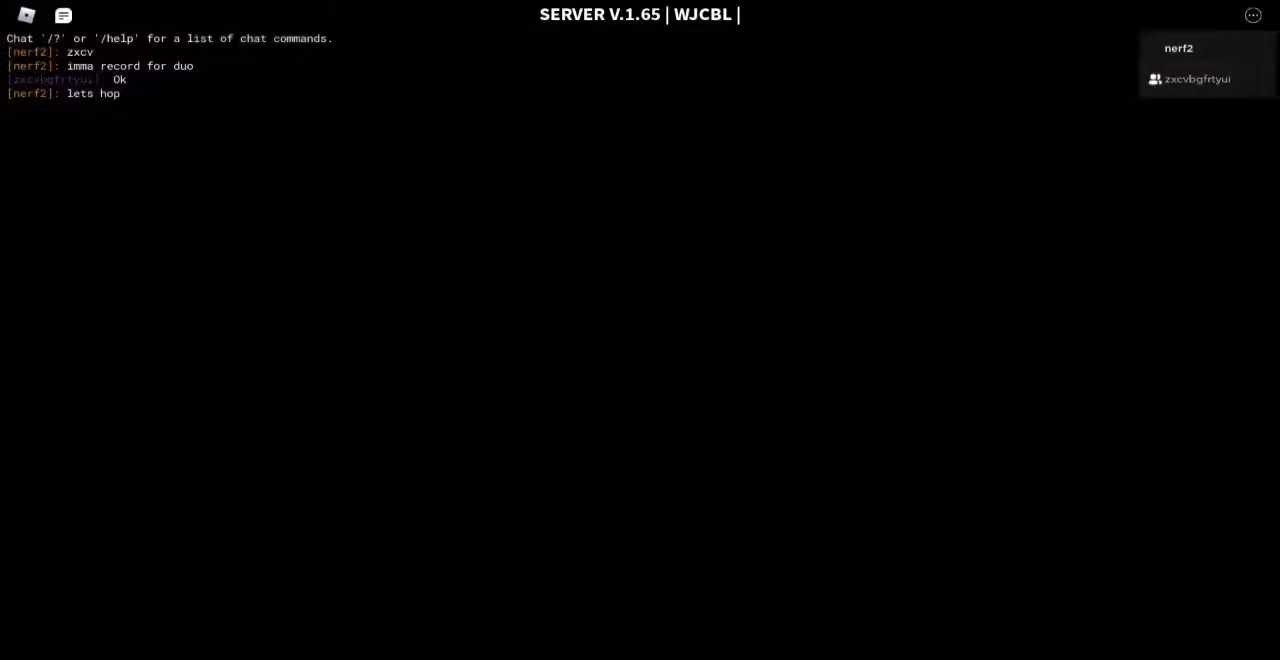 SERVER V.1.65 | WJCBL |
Chat '/?' or '/help' for a list of chat commands.
[nerf2]: zxcv
[nerf2]: imma record for duo
[zxcvbgfrtyui] Ok
[nerf2]: lets hop
nerf2
zxcvbgfrtyui